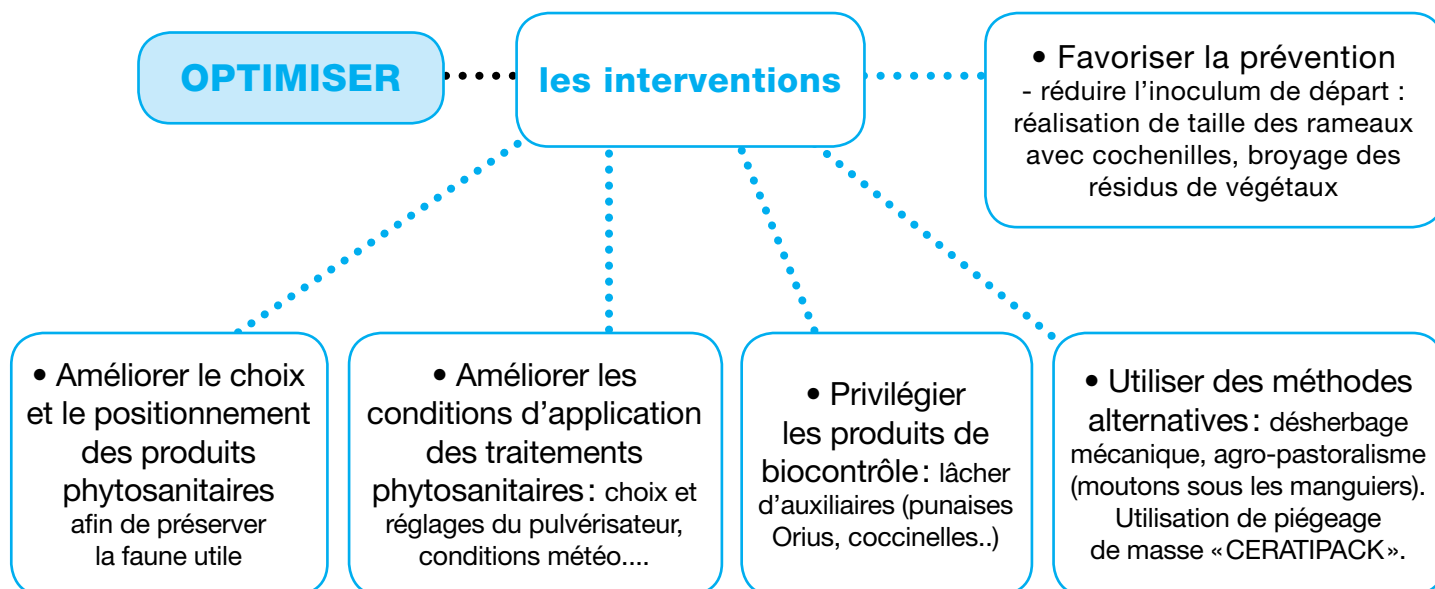 OPTIMISER
les interventions
• Favoriser la prévention
- réduire l’inoculum de départ :
réalisation de taille des rameaux
avec cochenilles, broyage des
résidus de végétaux
• Améliorer le choix
et le positionnement
des produits
phytosanitaires
afin de préserver
la faune utile
• Améliorer les
conditions d’application
des traitements
phytosanitaires : choix et
réglages du pulvérisateur,
conditions météo....
• Privilégier
les produits de
biocontrôle : lâcher
d’auxiliaires (punaises
Orius, coccinelles..)
• Utiliser des méthodes
alternatives : désherbage
mécanique, agro-pastoralisme
(moutons sous les manguiers).
Utilisation de piégeage
de masse « CERATIPACK ».